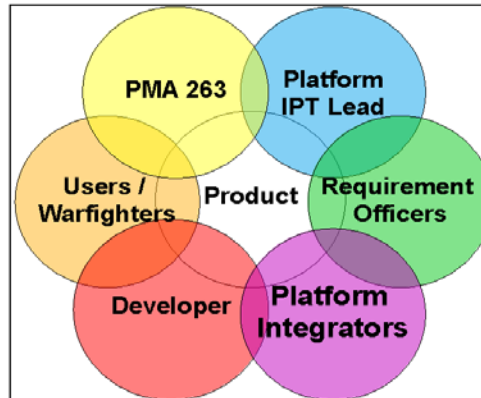 PMA 263
Platform
IPT Lead
Users /
Warfighters
Product
Requirement
Officers
Developer
Platform
Integrators